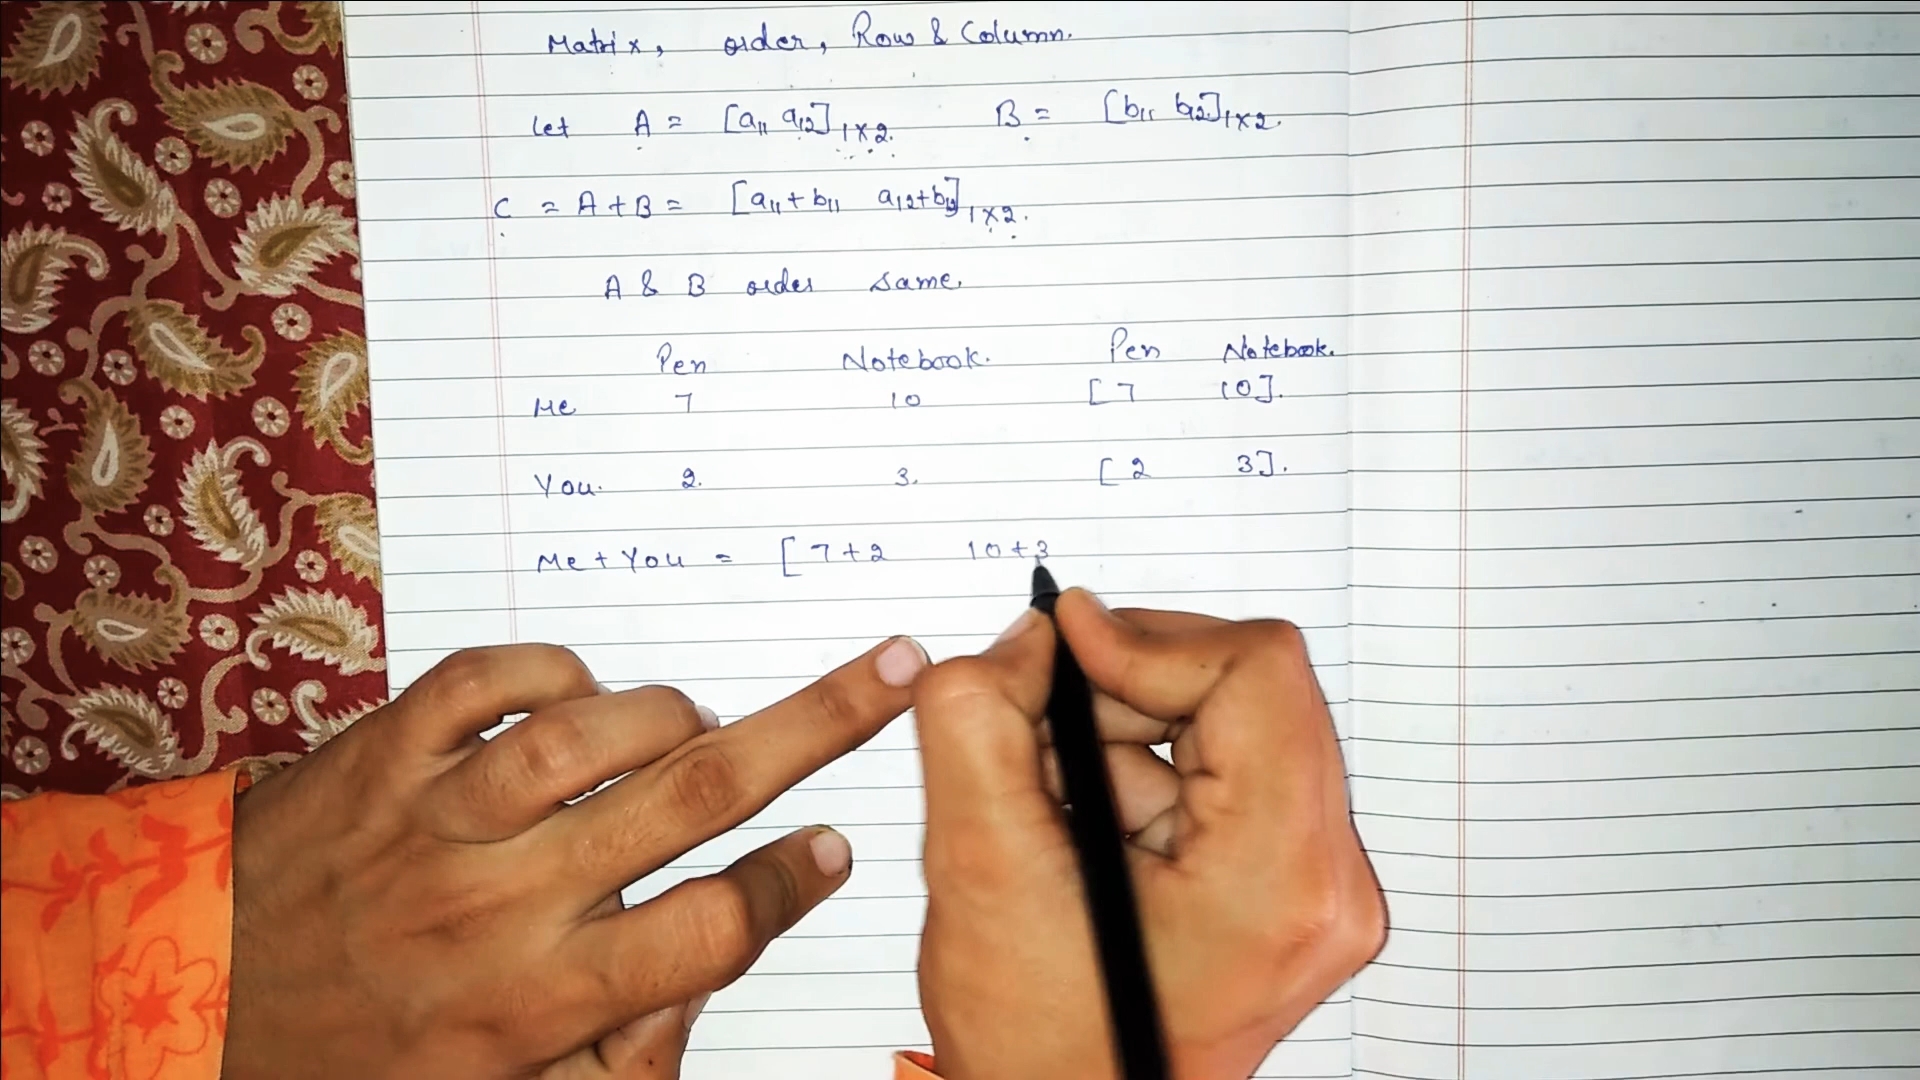 Matrix, order, Row & Column.
Let A = [a11 a12]1×2. B = [b11 b12]1×2.
C = A+B = [a11+b11 a12+b12]1×2.
A & B order same.
Pen Notebook. Pen Notebook.
Me 7 10 [7 10].
You. 2. 3. [2 3].
Me+You = [7+2 10+3